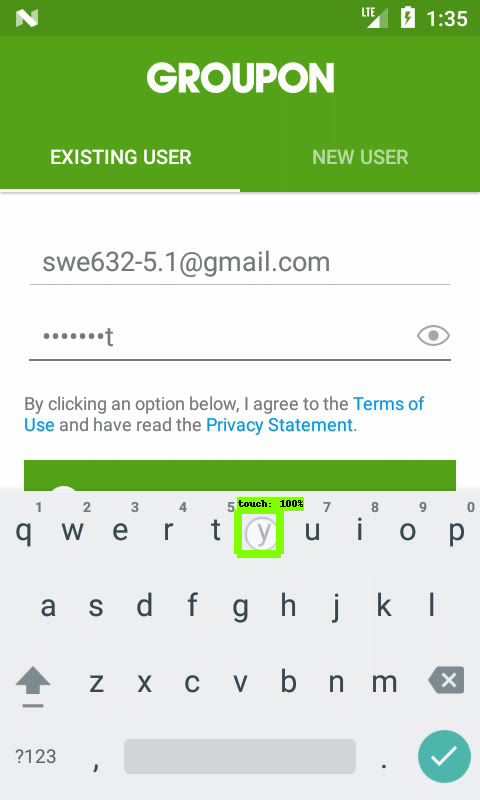 LTE 1:35
GROUPON
EXISTING USER NEW USER
swe632-5.1@gmail.com
•••••••t
By clicking an option below, I agree to the Terms of
Use and have read the Privacy Statement.
touch: 100%
1 2 3 4 5 7 8 9 0
q w e r t y u i o p
a s d f g h j k l
z x c v b n m
?123 , .